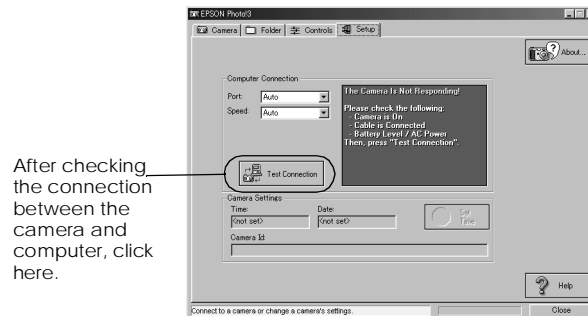 EPSON Photo!3
Camera Folder Controls Setup
About...
Computer Connection
Port: Auto
Speed: Auto
The Camera Is Not Responding!
Please check the following:
- Camera is On
- Cable is Connected
- Battery Level / AC Power
Then, press "Test Connection".
Test Connection
After checking
the connection
between the
camera and
computer, click
here.
Camera Settings
Time: Date:
<not set> <not set>
Set
Time
Camera Id:
Help
Connect to a camera or change a camera's settings.
Close